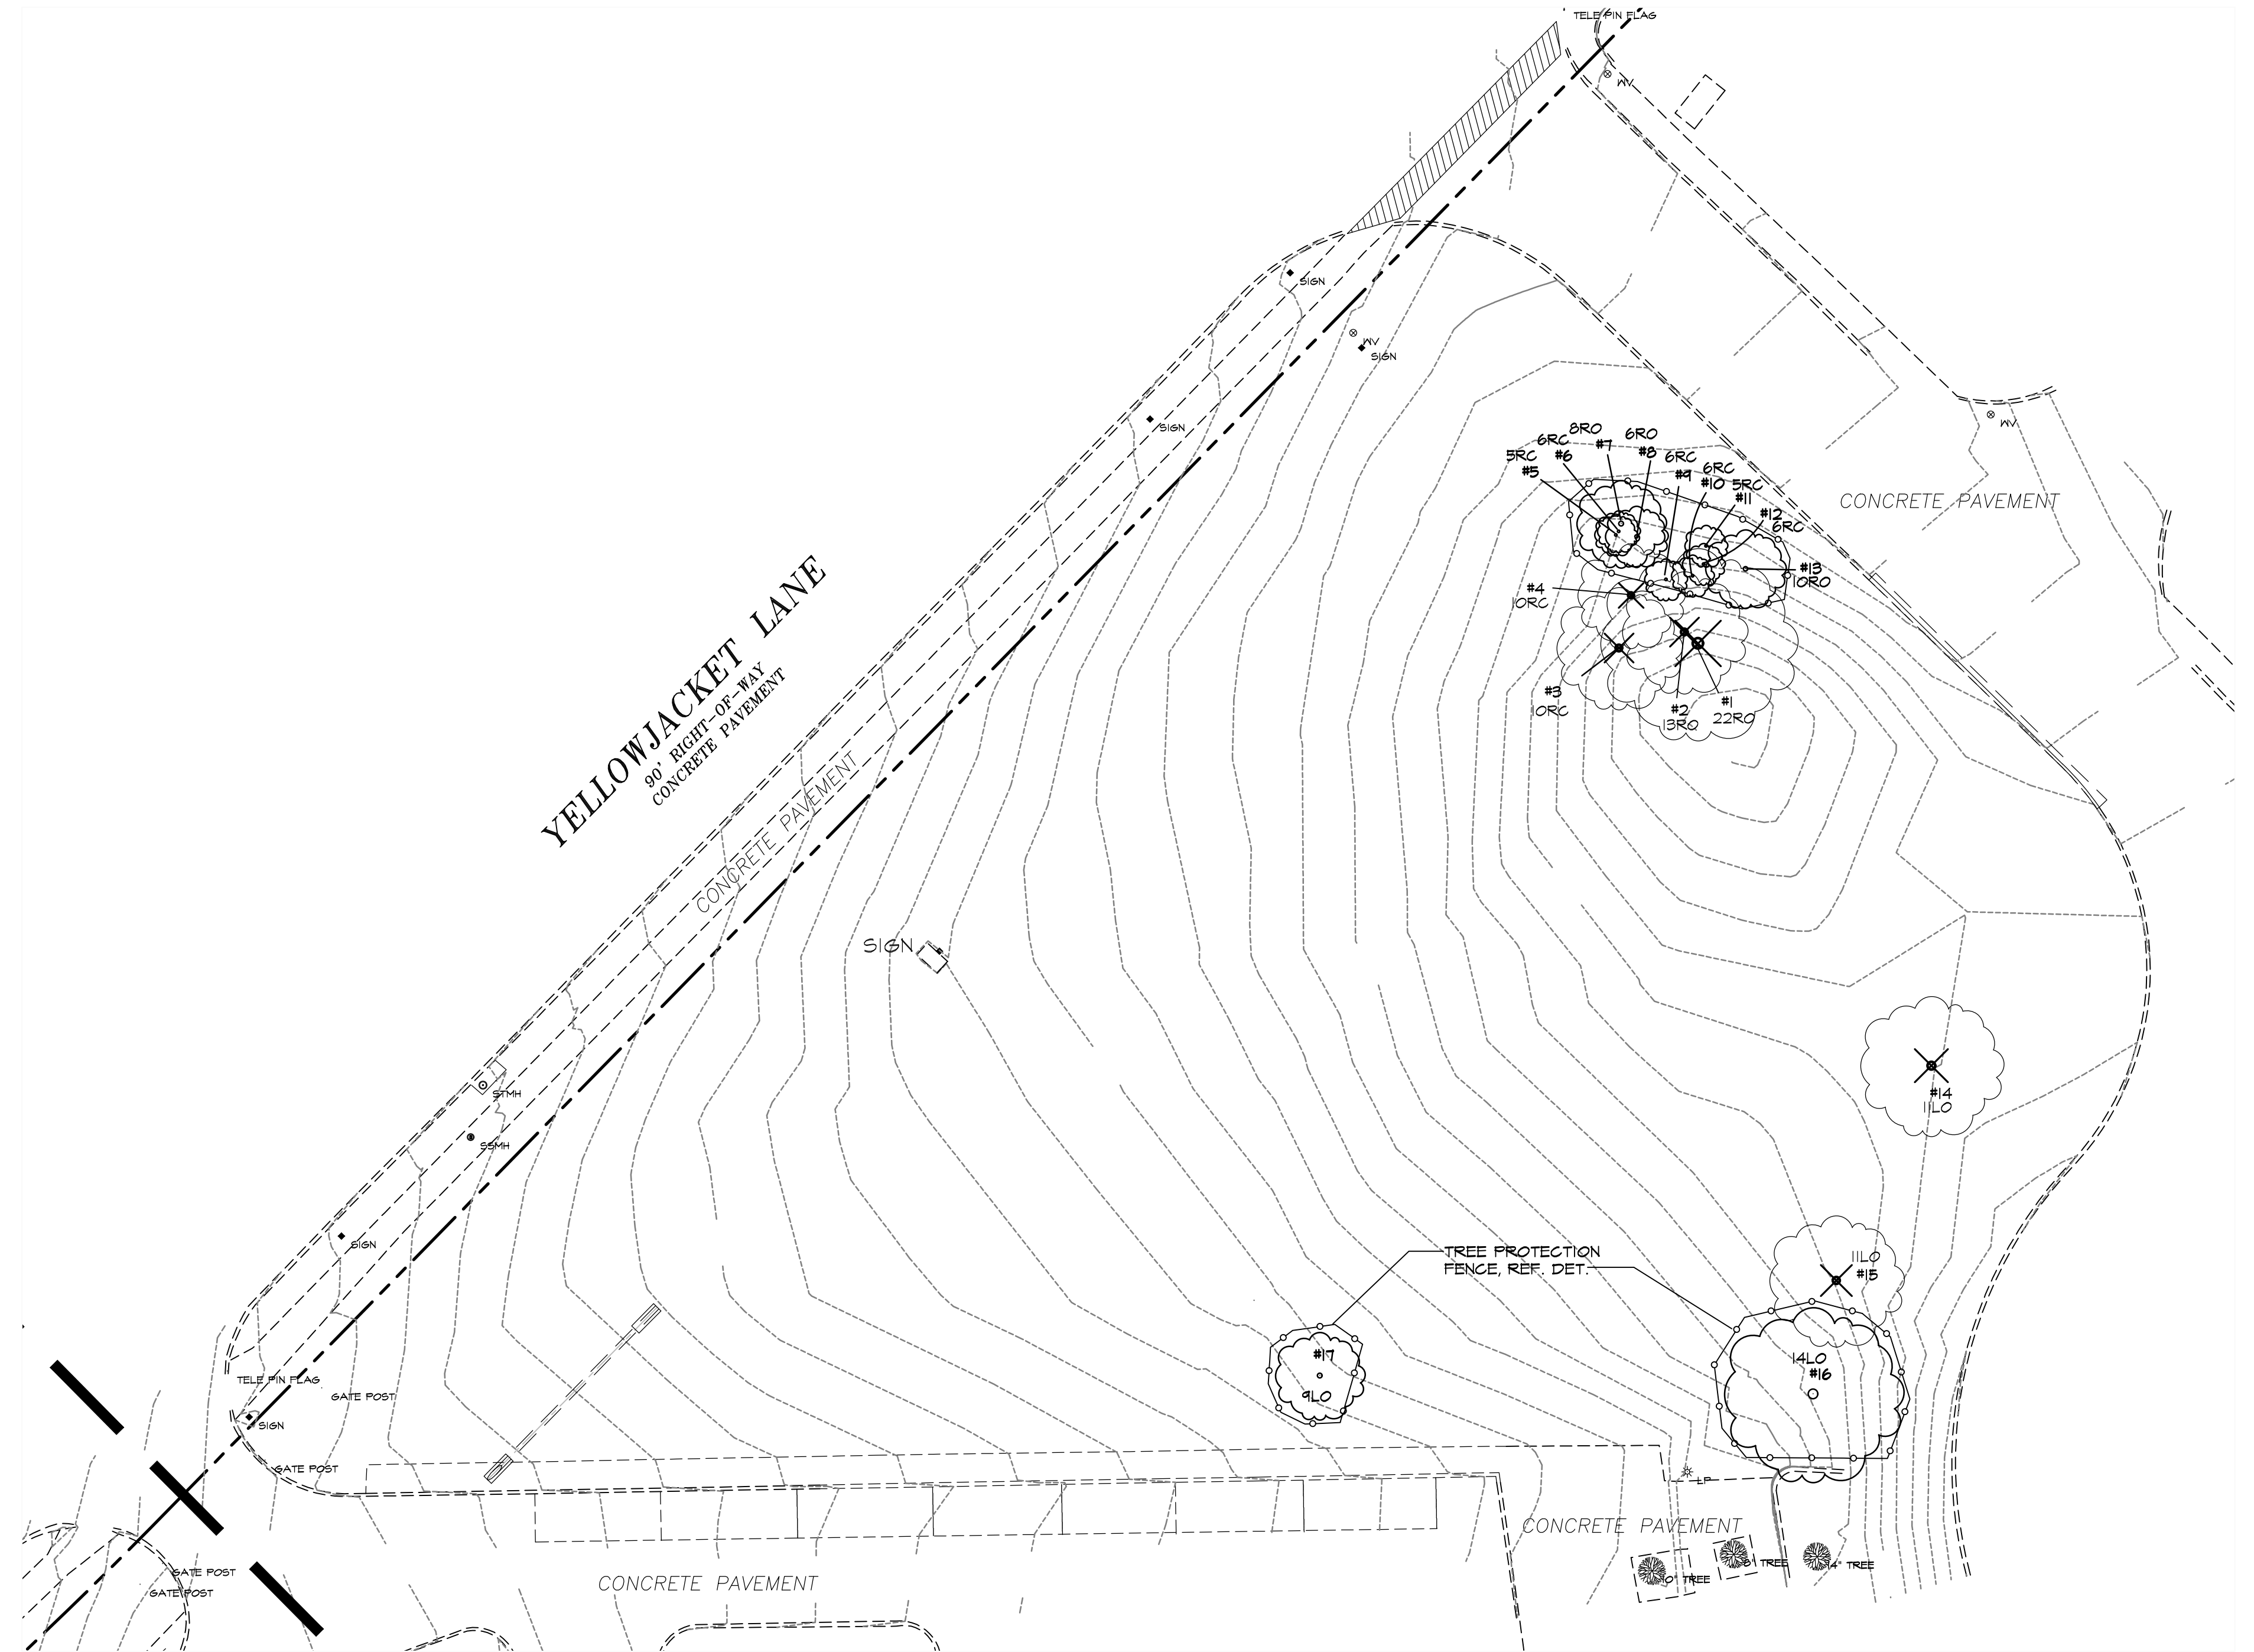 TELE PIN FLAG
WV
SIGN
WV
SIGN
WV
SIGN
8RO
6RO
6RC
#7
#8
5RC
#6
6RC
6RC
#5
#9
#10
5RC
#11
#12
6RC
CONCRETE PAVEMENT
#13
10RO
#4
10RC
#3
10RC
#2
13RO
#1
22RO
YELLOWJACKET LANE
90' RIGHT-OF-WAY
CONCRETE PAVEMENT
CONCRETE PAVEMENT
SIGN
STMH
SSMH
#14
11LO
SIGN
TREE PROTECTION
FENCE, REF. DET.
11LO
#15
#17
9LO
14LO
#16
TELE PIN FLAG
GATE POST
SIGN
GATE POST
LP
CONCRETE PAVEMENT
GATE POST
GATE POST
CONCRETE PAVEMENT
10" TREE
8" TREE
14" TREE